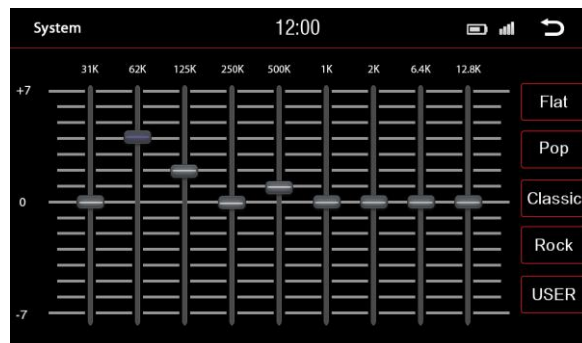 System 12:00
31K 62K 125K 250K 500K 1K 2K 6.4K 12.8K
+7
Flat
Pop
0
Classic
Rock
USER
-7